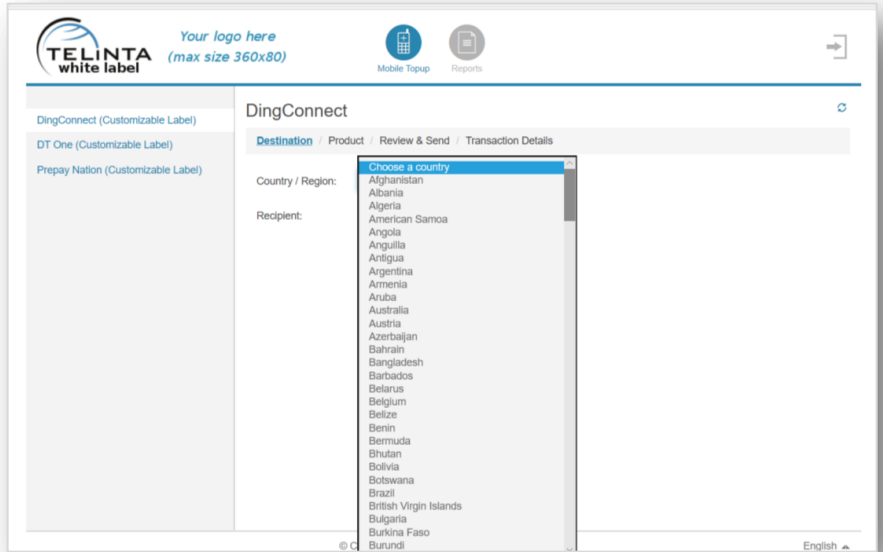 TELINTA
white label
Your logo here
(max size 360x80)
Mobile Topup
Reports
DingConnect (Customizable Label)
DT One (Customizable Label)
Prepay Nation (Customizable Label)
DingConnect
Destination / Product / Review & Send / Transaction Details
Country / Region:
Recipient:
Choose a country
Afghanistan
Albania
Algeria
American Samoa
Angola
Anguilla
Antigua
Argentina
Armenia
Aruba
Australia
Austria
Azerbaijan
Bahrain
Bangladesh
Barbados
Belarus
Belgium
Belize
Benin
Bermuda
Bhutan
Bolivia
Botswana
Brazil
British Virgin Islands
Bulgaria
Burkina Faso
Burundi
© C
English